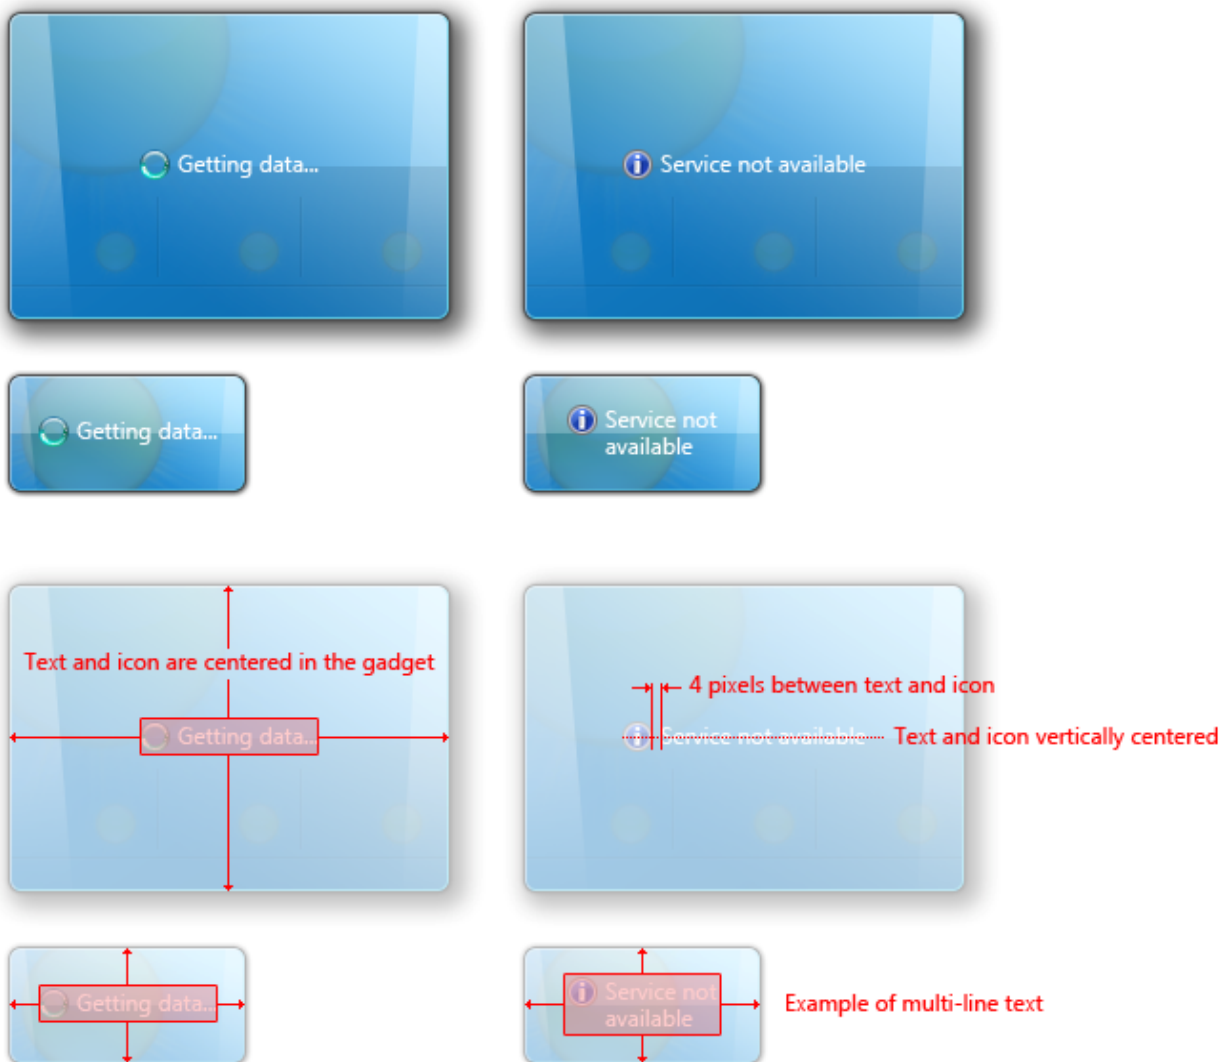 Getting data...
Service not available
Getting data...
Service not
available
Text and icon are centered in the gadget
4 pixels between text and icon
Getting data...
Service not available
Text and icon vertically centered
Getting data...
Service not
available
Example of multi-line text